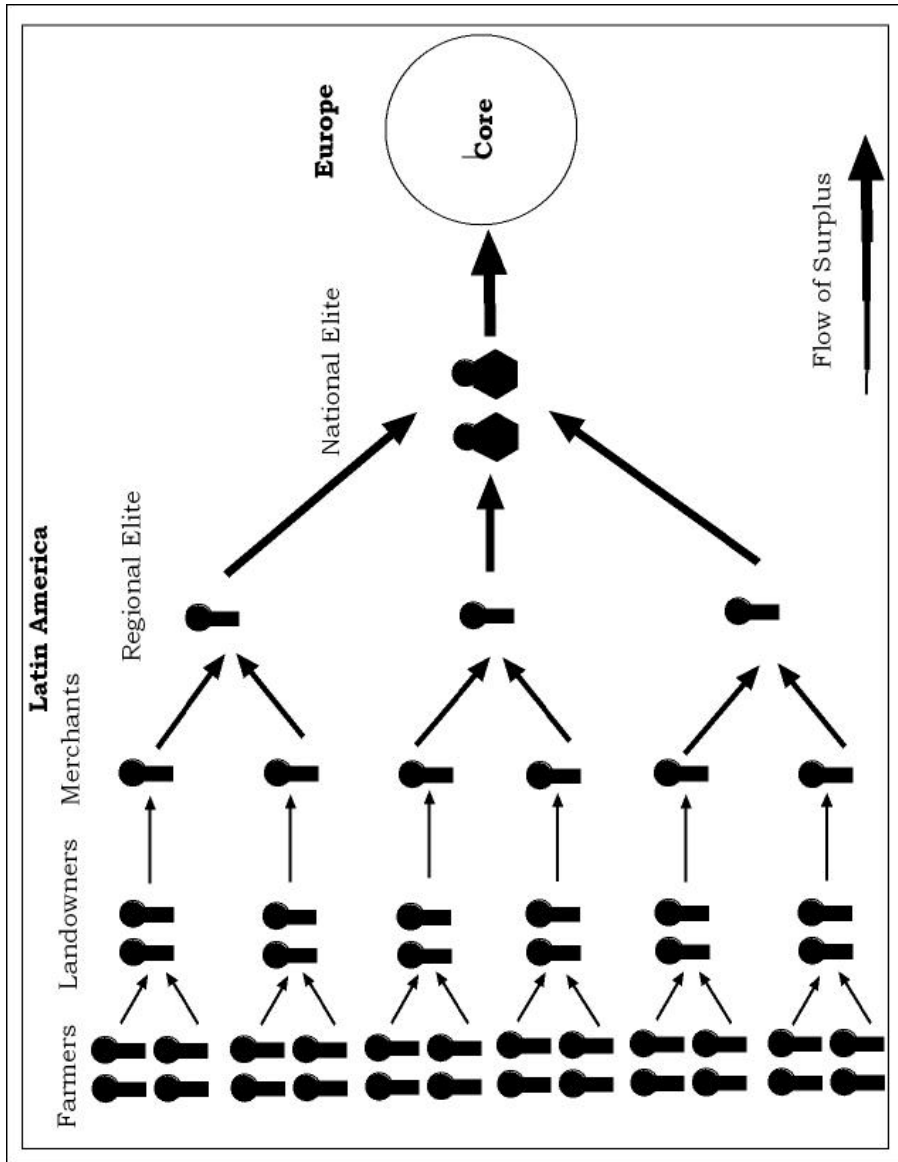 Latin America
Europe
Farmers
Landowners
Merchants
Regional Elite
National Elite
Core
Flow of Surplus